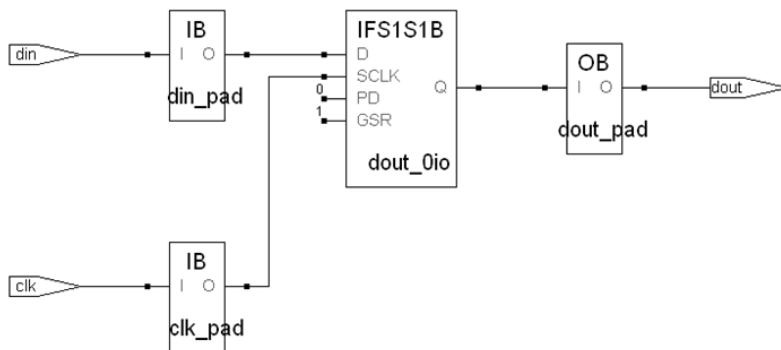 IB
din
I O
din_pad
IFS1S1B
D
SCLK
0
PD
1
GSR
Q
dout_0io
OB
I O
dout_pad
dout
IB
clk
I O
clk_pad